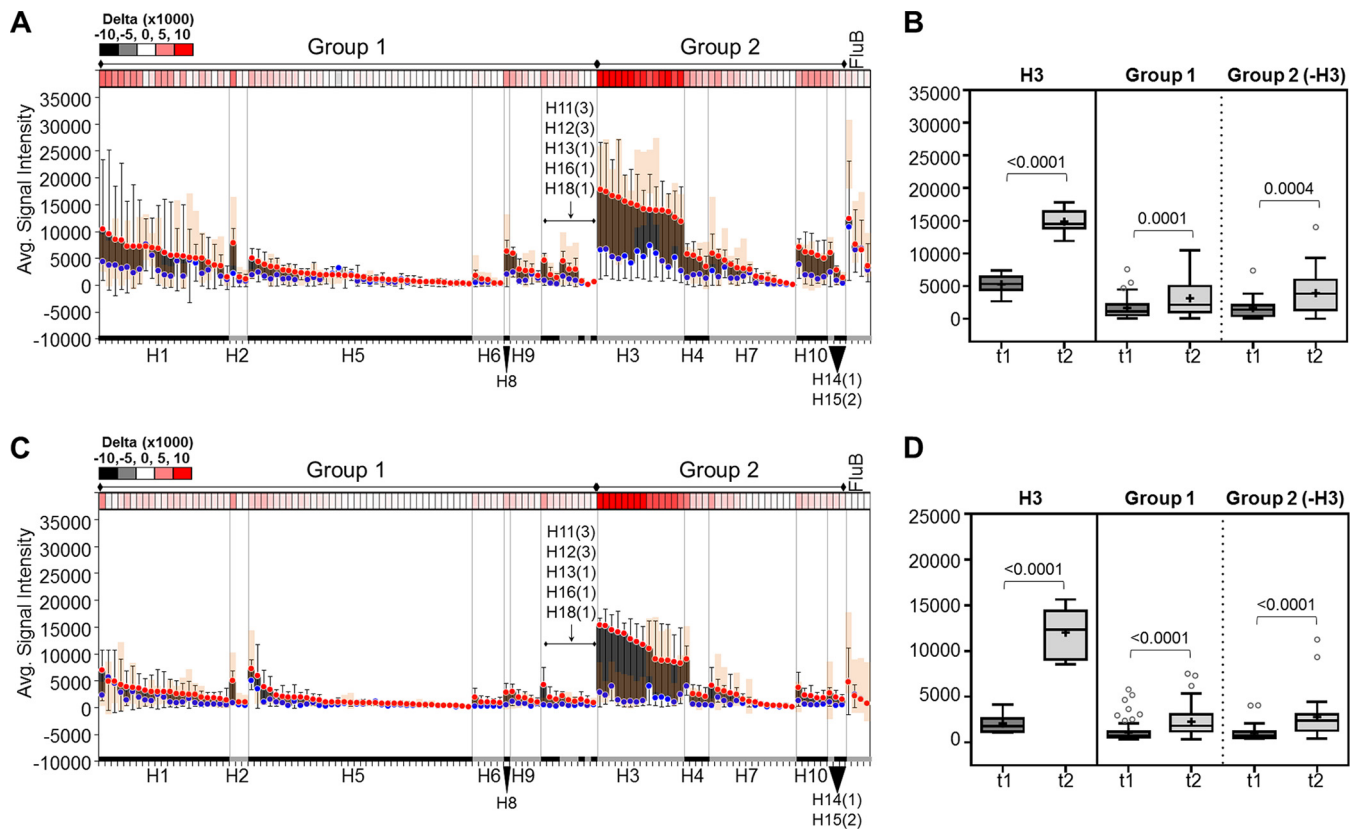 A
Delta (x1000)
-10,-5, 0, 5, 10
Group 1
Group 2
FluB
Avg. Signal Intensity
35000
30000
25000
20000
15000
10000
5000
0
-5000
-10000
H11(3)
H12(3)
H13(1)
H16(1)
H18(1)
H1
H2
H5
H6
H9
H3
H4
H7
H10
H8
H14(1)
H15(2)
B
H3
Group 1
Group 2 (-H3)
35000
30000
25000
20000
15000
10000
5000
0
<0.0001
0.0001
0.0004
t1
t2
t1
t2
t1
t2
C
Delta (x1000)
-10,-5, 0, 5, 10
Group 1
Group 2
FluB
Avg. Signal Intensity
35000
30000
25000
20000
15000
10000
5000
0
-5000
-10000
H11(3)
H12(3)
H13(1)
H16(1)
H18(1)
H1
H2
H5
H6
H9
H3
H4
H7
H10
H8
H14(1)
H15(2)
D
H3
Group 1
Group 2 (-H3)
25000
20000
15000
10000
5000
0
<0.0001
<0.0001
<0.0001
t1
t2
t1
t2
t1
t2